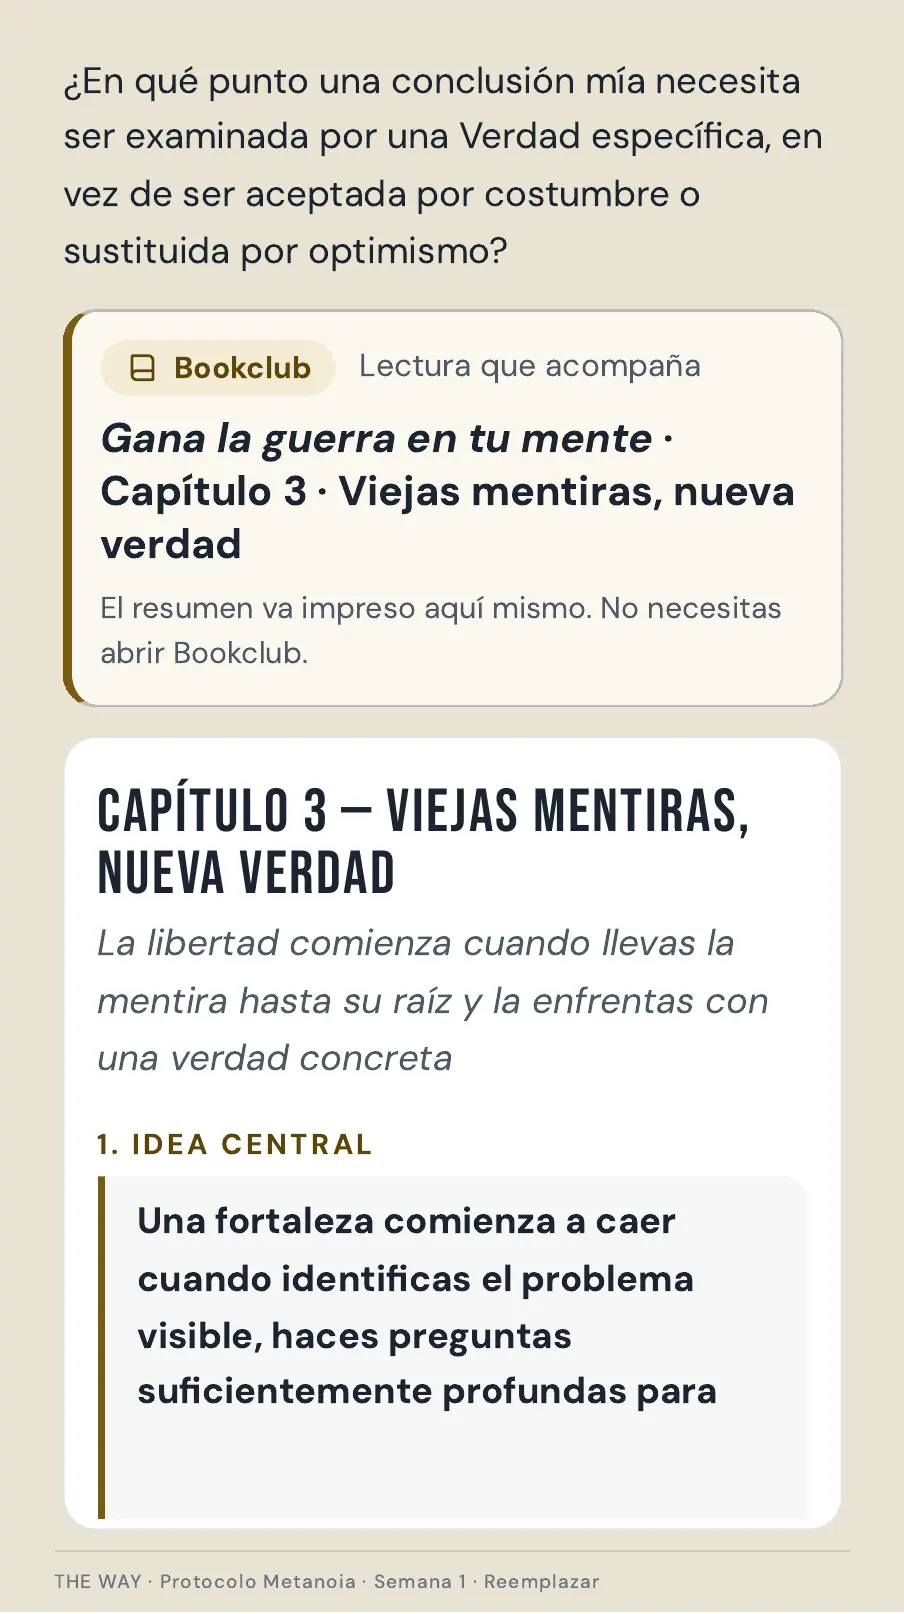 ¿En qué punto una conclusión mía necesita
ser examinada por una Verdad específica, en
vez de ser aceptada por costumbre o
sustituida por optimismo?
Bookclub Lectura que acompaña
Gana la guerra en tu mente ·
Capítulo 3 · Viejas mentiras, nueva
verdad
El resumen va impreso aquí mismo. No necesitas
abrir Bookclub.
CAPÍTULO 3 – VIEJAS MENTIRAS,
NUEVA VERDAD
La libertad comienza cuando llevas la
mentira hasta su raíz y la enfrentas con
una verdad concreta
1. IDEA CENTRAL
Una fortaleza comienza a caer
cuando identificas el problema
visible, haces preguntas
suficientemente profundas para
THE WAY · Protocolo Metanoia · Semana 1 · Reemplazar